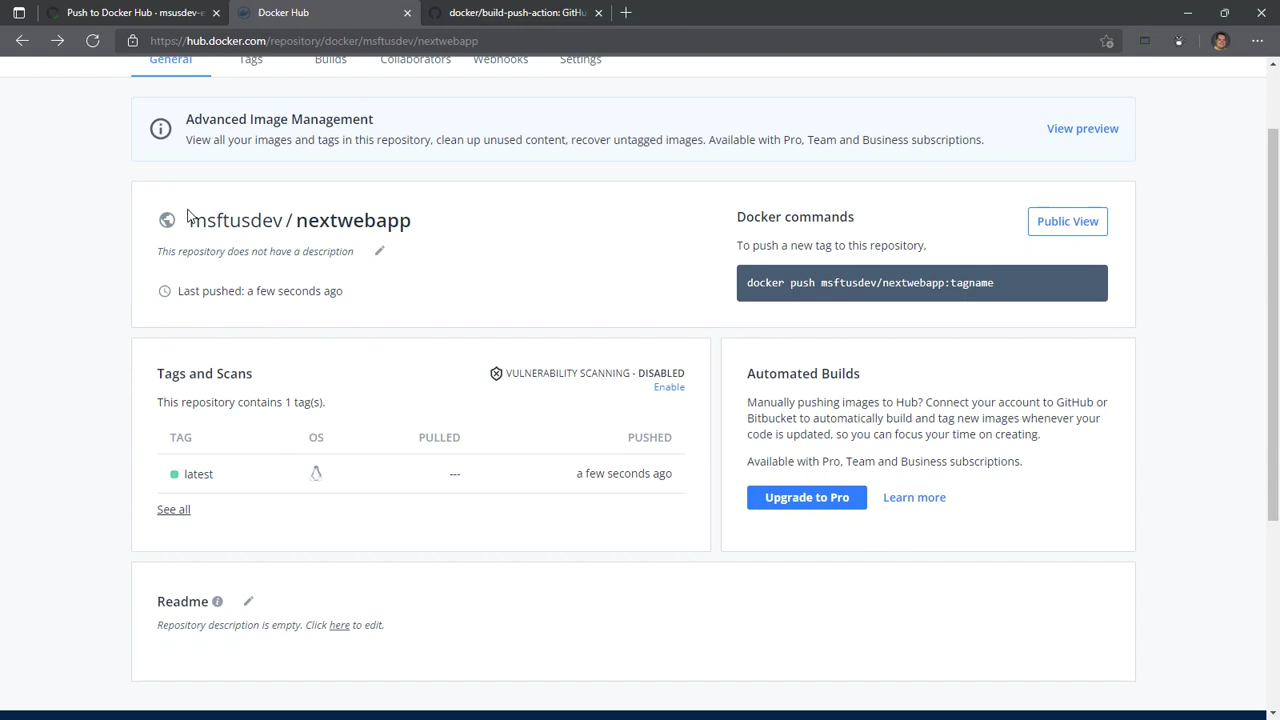 Push to Docker Hub - msusdev-e
Docker Hub
docker/build-push-action: GitHu
https://hub.docker.com/repository/docker/msftusdev/nextwebapp
General
Tags
Builds
Collaborators
Webhooks
Settings
Advanced Image Management
View all your images and tags in this repository, clean up unused content, recover untagged images. Available with Pro, Team and Business subscriptions.
View preview
msftusdev / nextwebapp
This repository does not have a description
Last pushed: a few seconds ago
Docker commands
Public View
To push a new tag to this repository,
docker push msftusdev/nextwebapp:tagname
Tags and Scans
VULNERABILITY SCANNING - DISABLED
Enable
This repository contains 1 tag(s).
TAG OS PULLED PUSHED
latest --- a few seconds ago
See all
Automated Builds
Manually pushing images to Hub? Connect your account to GitHub or
Bitbucket to automatically build and tag new images whenever your
code is updated, so you can focus your time on creating.
Available with Pro, Team and Business subscriptions.
Upgrade to Pro
Learn more
Readme
Repository description is empty. Click here to edit.